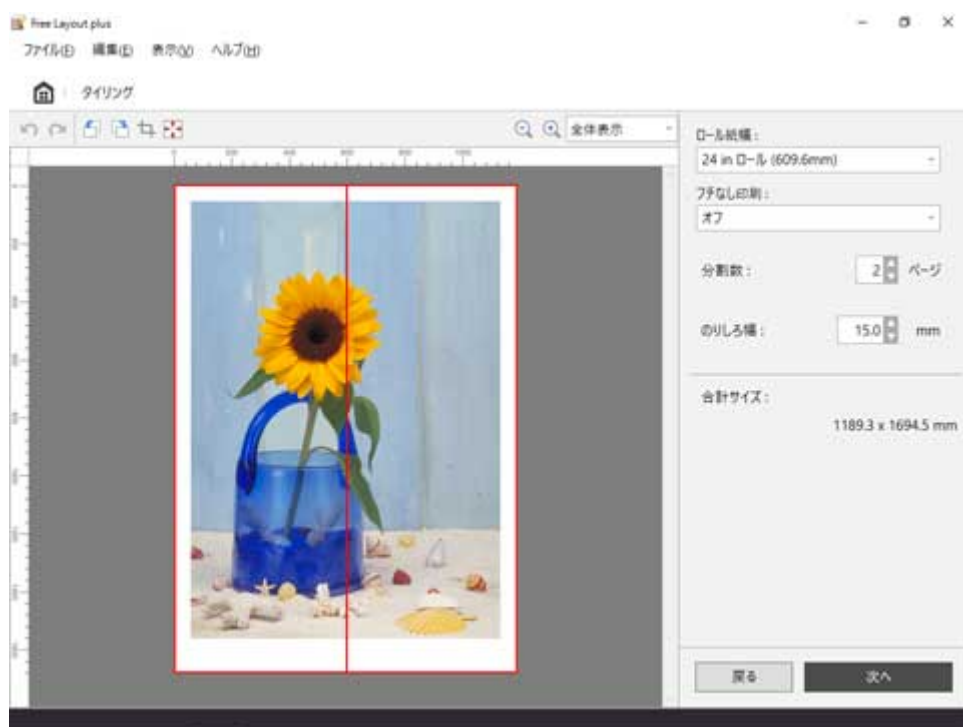 Free Layout plus
ファイル(F) 編集(E) 表示(V) ヘルプ(H)
タイリング
全体表示
ロール紙幅:
24 in ロール (609.6mm)
フチなし印刷:
オフ
分割数: 2 ページ
のりしろ幅: 15.0 mm
合計サイズ:
1189.3 x 1694.5 mm
戻る 次へ